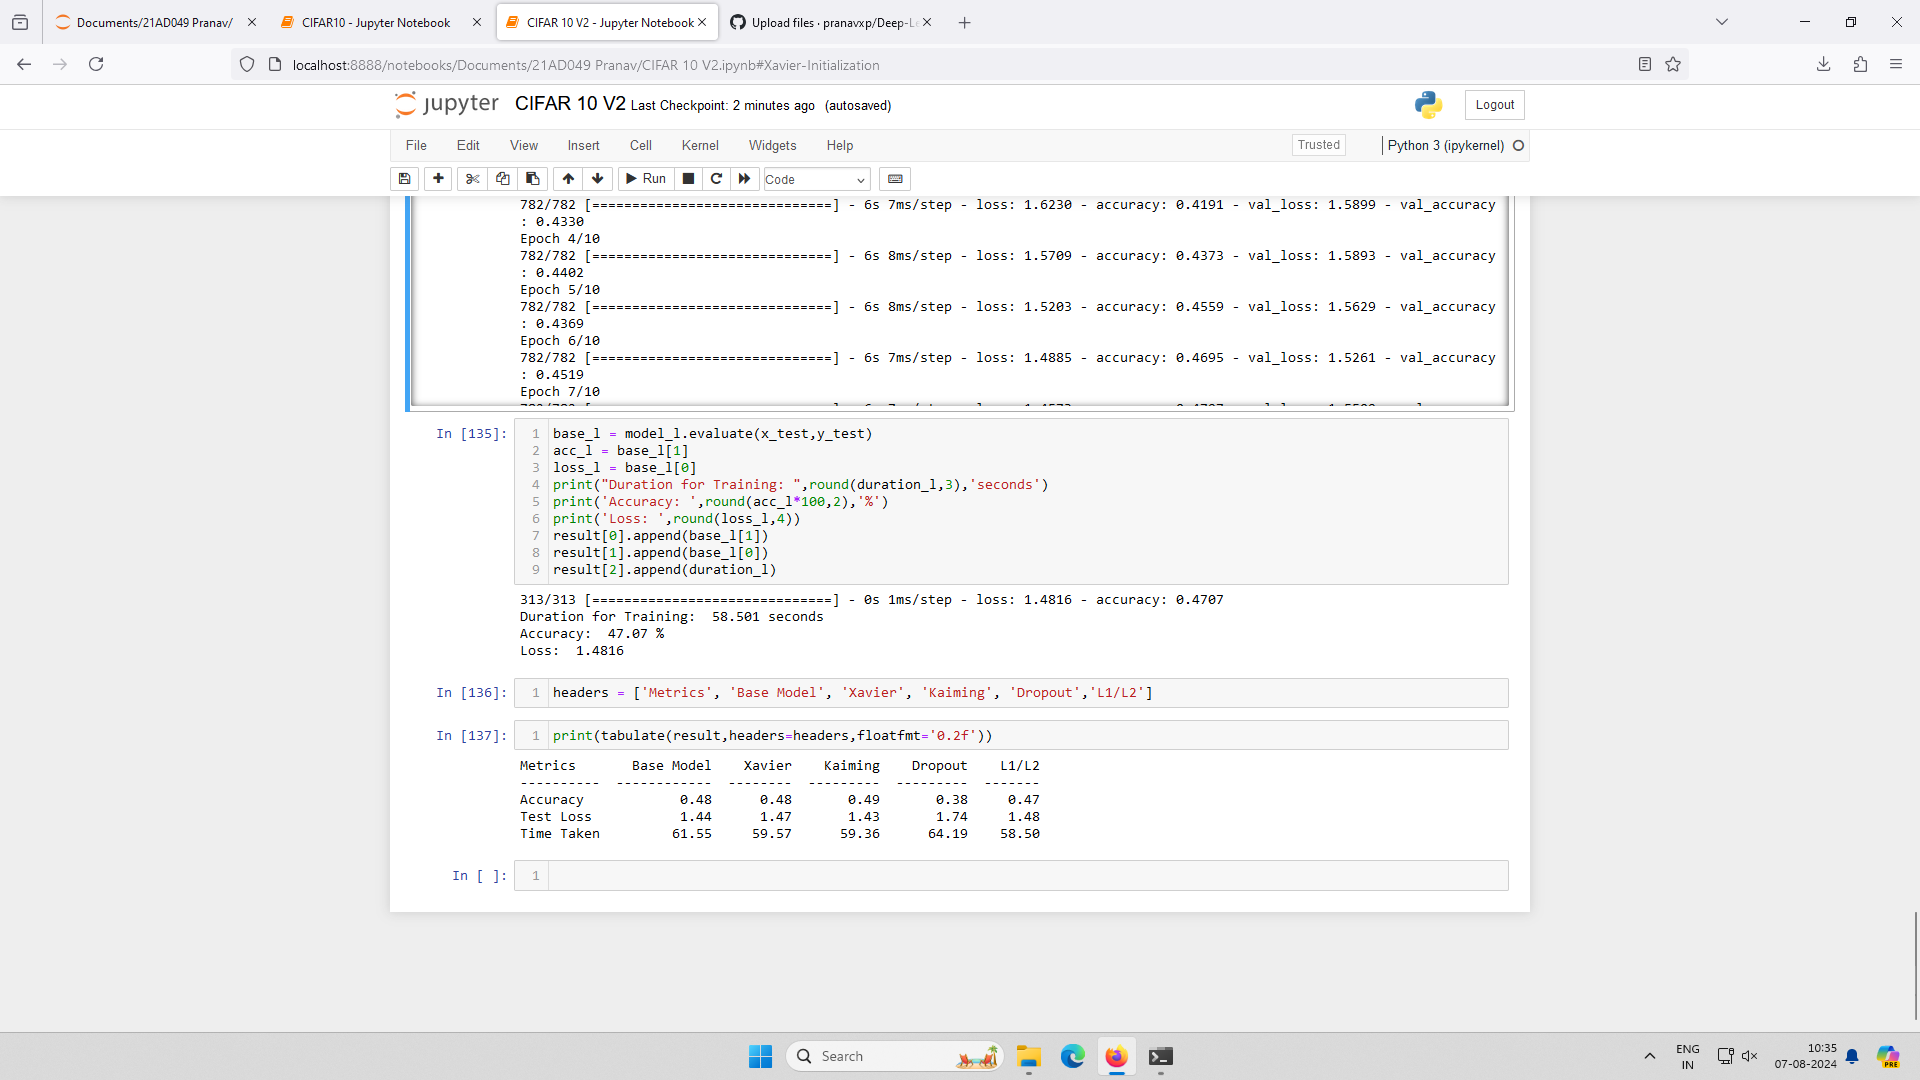 Documents/21AD049 Pranav/
CIFAR10 - Jupyter Notebook
CIFAR 10 V2 - Jupyter Notebook
Upload files · pranavxp/Deep-Le
localhost:8888/notebooks/Documents/21AD049 Pranav/CIFAR 10 V2.ipynb#Xavier-Initialization
jupyter CIFAR 10 V2 Last Checkpoint: 2 minutes ago (autosaved)
Logout
File Edit View Insert Cell Kernel Widgets Help
Trusted
Python 3 (ipykernel)
Run
Code
782/782 [==============================] - 6s 7ms/step - loss: 1.6230 - accuracy: 0.4191 - val_loss: 1.5899 - val_accuracy
: 0.4330
Epoch 4/10
782/782 [==============================] - 6s 8ms/step - loss: 1.5709 - accuracy: 0.4373 - val_loss: 1.5893 - val_accuracy
: 0.4402
Epoch 5/10
782/782 [==============================] - 6s 8ms/step - loss: 1.5203 - accuracy: 0.4559 - val_loss: 1.5629 - val_accuracy
: 0.4369
Epoch 6/10
782/782 [==============================] - 6s 7ms/step - loss: 1.4885 - accuracy: 0.4695 - val_loss: 1.5261 - val_accuracy
: 0.4519
Epoch 7/10
In [135]:
1 base_l = model_l.evaluate(x_test,y_test)
2 acc_l = base_l[1]
3 loss_l = base_l[0]
4 print("Duration for Training: ",round(duration_l,3),'seconds')
5 print('Accuracy: ',round(acc_l*100,2),'%')
6 print('Loss: ',round(loss_l,4))
7 result[0].append(base_l[1])
8 result[1].append(base_l[0])
9 result[2].append(duration_l)
313/313 [==============================] - 0s 1ms/step - loss: 1.4816 - accuracy: 0.4707
Duration for Training:  58.501 seconds
Accuracy:  47.07 %
Loss:  1.4816
In [136]:
1 headers = ['Metrics', 'Base Model', 'Xavier', 'Kaiming', 'Dropout','L1/L2']
In [137]:
1 print(tabulate(result,headers=headers,floatfmt='0.2f'))
Metrics       Base Model    Xavier    Kaiming    Dropout    L1/L2
----------  ------------  --------  ---------  ---------  -------
Accuracy            0.48      0.48       0.49       0.38     0.47
Test Loss           1.44      1.47       1.43       1.74     1.48
Time Taken         61.55     59.57      59.36      64.19    58.50
In [ ]:
1
Search
ENG
IN
10:35
07-08-2024
PRE